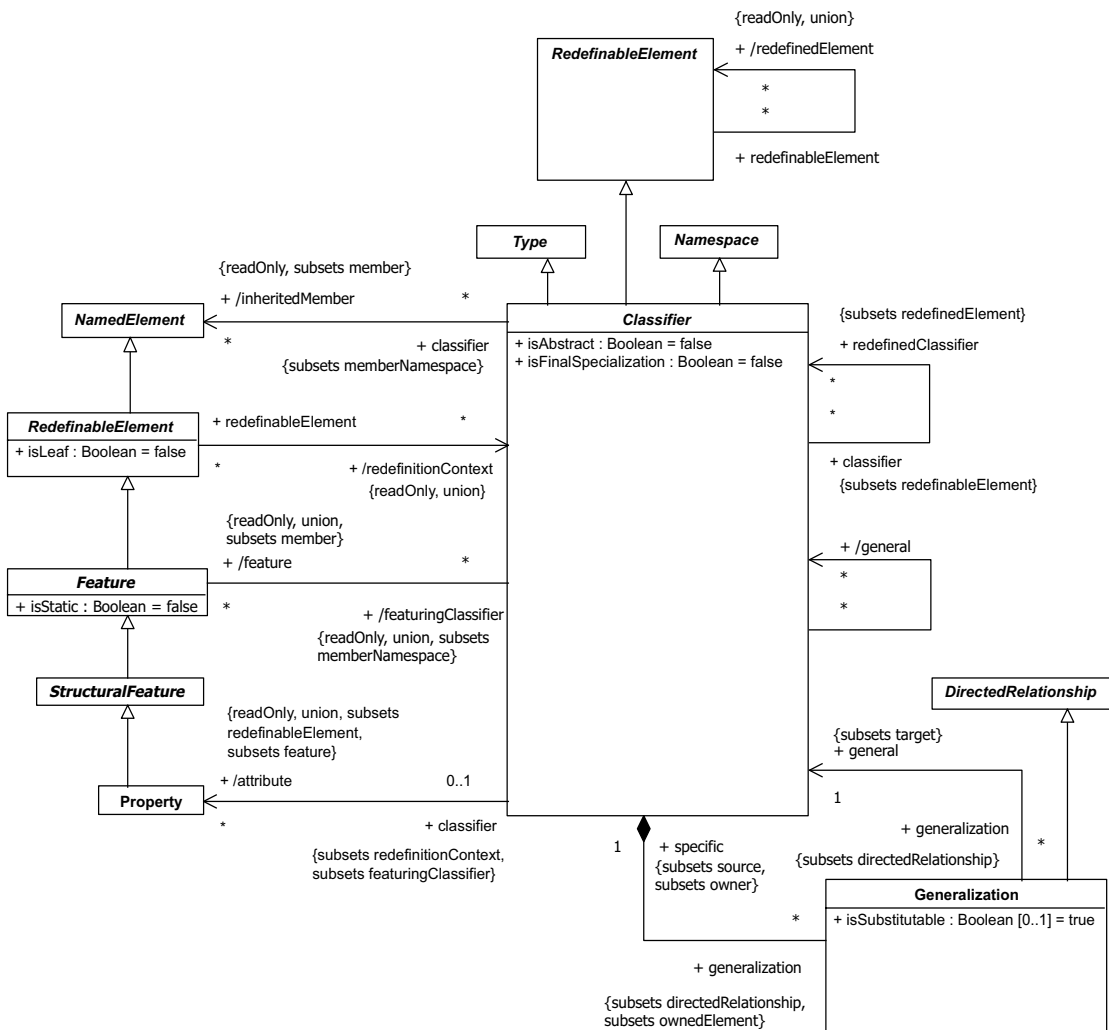 {readOnly, union}
+ /redefinedElement
RedefinableElement
*
*
+ redefinableElement
Type
Namespace
{readOnly, subsets member}
+ /inheritedMember
*
NamedElement
*
+ classifier
{subsets memberNamespace}
Classifier
+ isAbstract : Boolean = false
+ isFinalSpecialization : Boolean = false
{subsets redefinedElement}
+ redefinedClassifier
*
*
+ classifier
{subsets redefinableElement}
RedefinableElement
+ isLeaf : Boolean = false
+ redefinableElement
*
*
+ /redefinitionContext
{readOnly, union}
{readOnly, union,
subsets member}
+ /feature
*
+ /general
*
*
Feature
+ isStatic : Boolean = false
*
+ /featuringClassifier
{readOnly, union, subsets
memberNamespace}
StructuralFeature
DirectedRelationship
{readOnly, union, subsets
redefinableElement,
subsets feature}
+ /attribute
0..1
{subsets target}
+ general
1
Property
*
+ classifier
{subsets redefinitionContext,
subsets featuringClassifier}
1
+ specific
{subsets source,
subsets owner}
+ generalization
*
{subsets directedRelationship}
Generalization
+ isSubstitutable : Boolean [0..1] = true
*
+ generalization
{subsets directedRelationship,
subsets ownedElement}